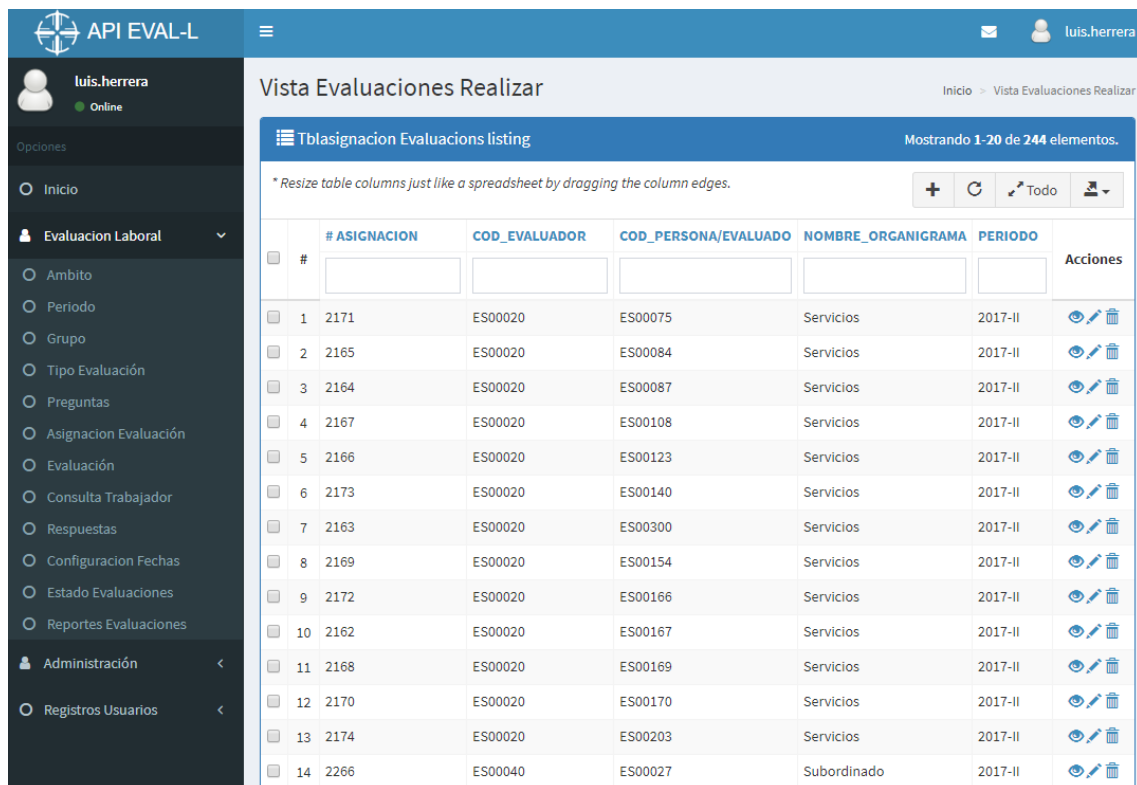 API EVAL-L
luis.herrera
luis.herrera
Online
Opciones
Inicio
Evaluacion Laboral
Ambito
Periodo
Grupo
Tipo Evaluación
Preguntas
Asignacion Evaluación
Evaluación
Consulta Trabajador
Respuestas
Configuracion Fechas
Estado Evaluaciones
Reportes Evaluaciones
Administración
Registros Usuarios
Vista Evaluaciones Realizar
Inicio > Vista Evaluaciones Realizar
Tblasignacion Evaluacions listing
Mostrando 1-20 de 244 elementos.
* Resize table columns just like a spreadsheet by dragging the column edges.
Todo
# # ASIGNACION COD_EVALUADOR COD_PERSONA/EVALUADO NOMBRE_ORGANIGRAMA PERIODO Acciones
1 2171 ES00020 ES00075 Servicios 2017-II
2 2165 ES00020 ES00084 Servicios 2017-II
3 2164 ES00020 ES00087 Servicios 2017-II
4 2167 ES00020 ES00108 Servicios 2017-II
5 2166 ES00020 ES00123 Servicios 2017-II
6 2173 ES00020 ES00140 Servicios 2017-II
7 2163 ES00020 ES00300 Servicios 2017-II
8 2169 ES00020 ES00154 Servicios 2017-II
9 2172 ES00020 ES00166 Servicios 2017-II
10 2162 ES00020 ES00167 Servicios 2017-II
11 2168 ES00020 ES00169 Servicios 2017-II
12 2170 ES00020 ES00170 Servicios 2017-II
13 2174 ES00020 ES00203 Servicios 2017-II
14 2266 ES00040 ES00027 Subordinado 2017-II